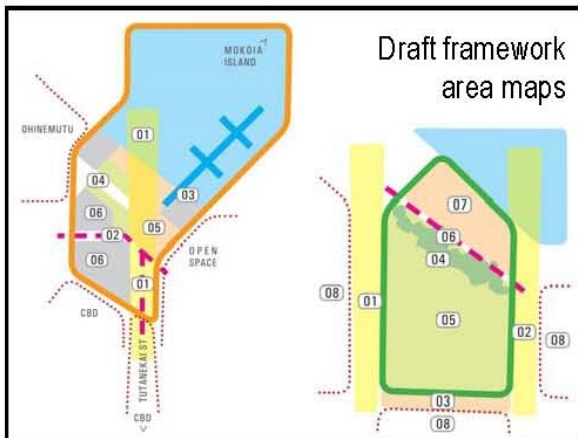 Draft framework
area maps
MOKOIA
ISLAND
OHINEMUTU
01
04
03
06
05
02
OPEN
SPACE
06
01
CBD
TUTANEKAI ST
CBD
07
06
04
08
01
05
02
08
03
08